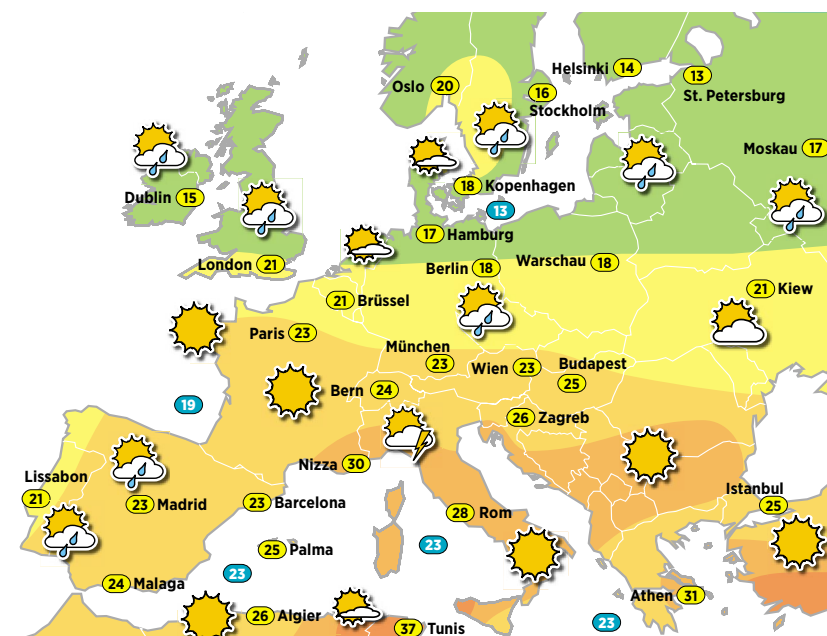 Helsinki 14
Oslo 20
13
16
St. Petersburg
Stockholm
Moskau 17
18 Kopenhagen
Dublin 15
13
17 Hamburg
London 21
Berlin 18
Warschau 18
21 Kiew
21 Brüssel
Paris 23
München
23
Wien 23
Budapest
25
Bern 24
19
26 Zagreb
Nizza 30
Lissabon
21
23 Madrid
23 Barcelona
Istanbul
25
28 Rom
25 Palma
23
23
24 Malaga
Athen 31
26 Algier
23
37 Tunis